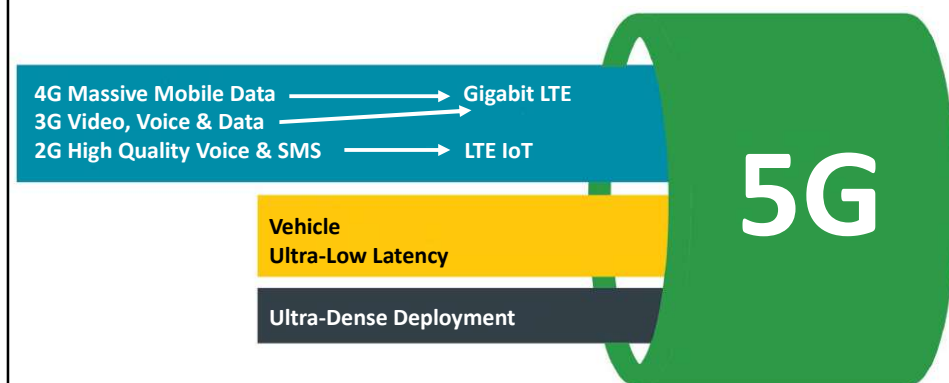 4G Massive Mobile Data Gigabit LTE
3G Video, Voice & Data
2G High Quality Voice & SMS LTE IoT
5G
Vehicle
Ultra-Low Latency
Ultra-Dense Deployment